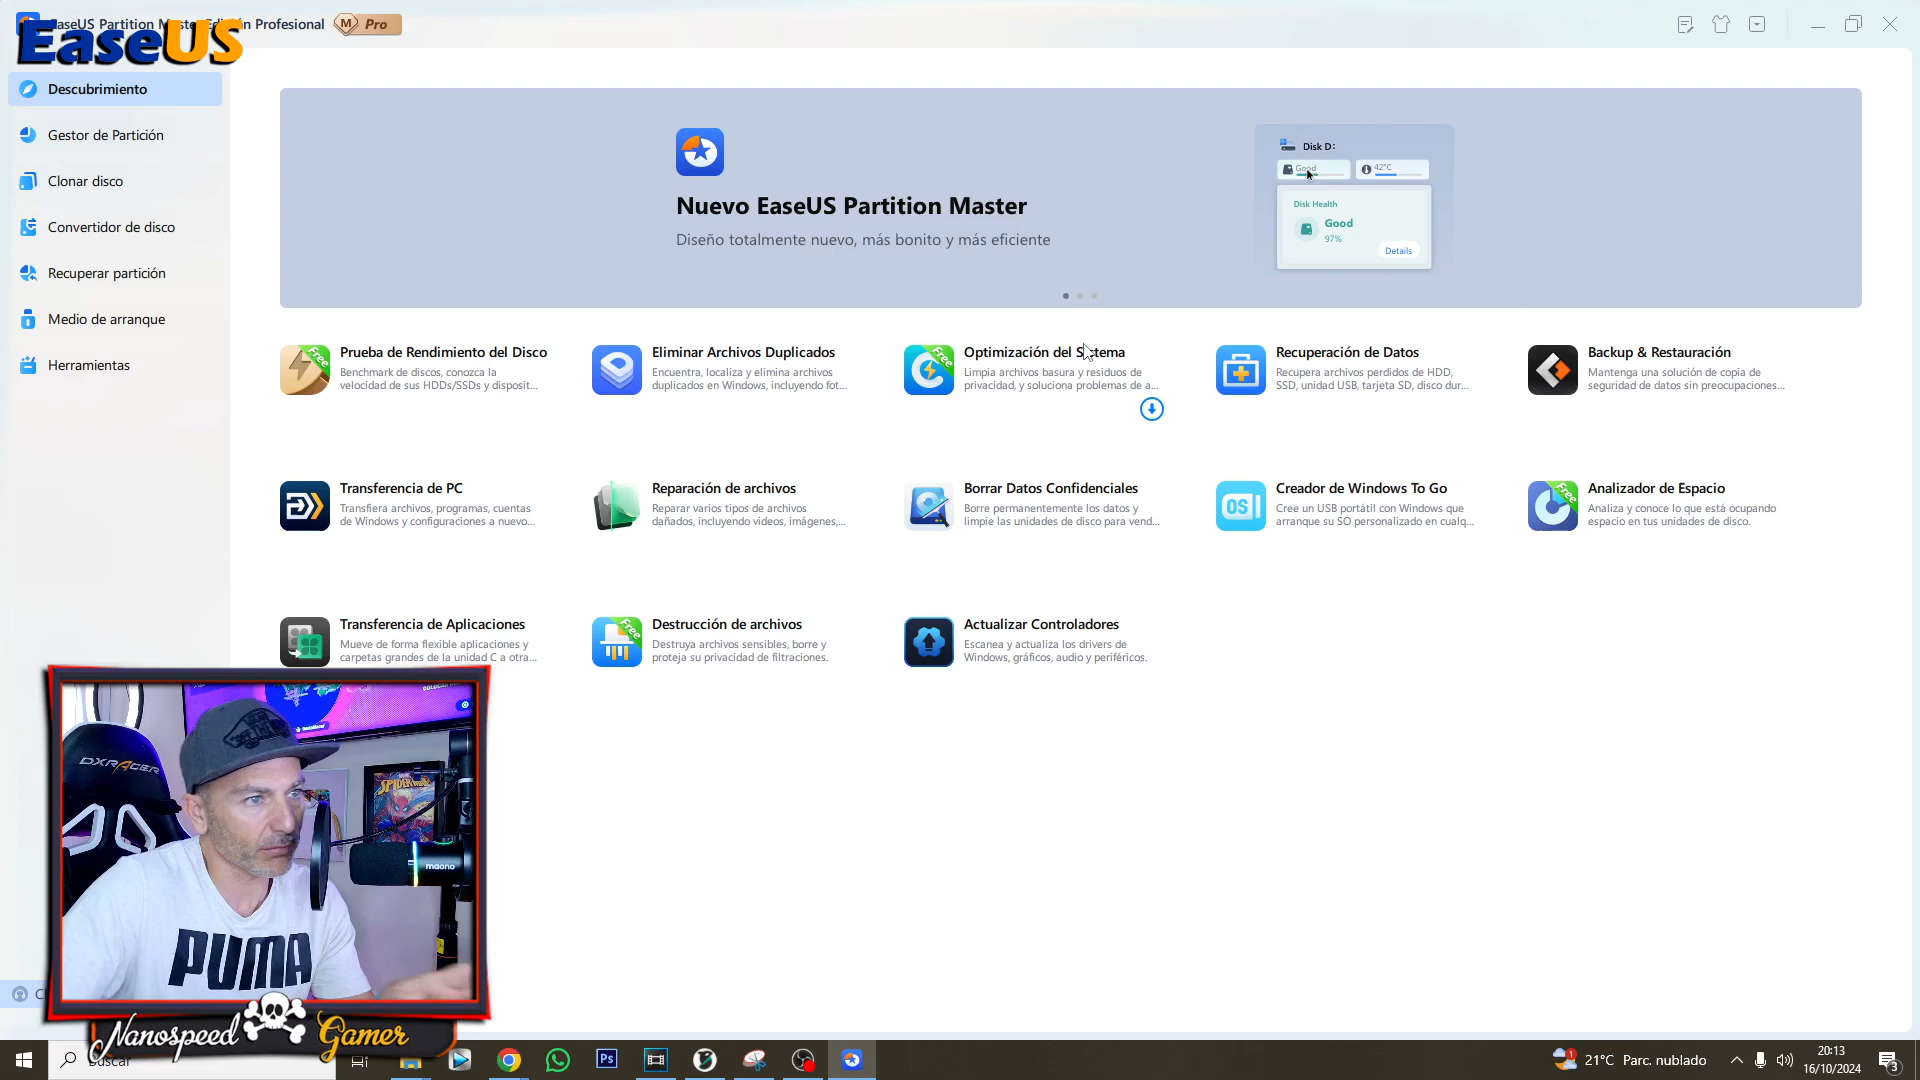 EaseUS Partition Master Edición Profesional
M Pro
EaseUS
Descubrimiento
Gestor de Partición
Clonar disco
Convertidor de disco
Recuperar partición
Medio de arranque
Herramientas
Nuevo EaseUS Partition Master
Diseño totalmente nuevo, más bonito y más eficiente
Disk D:
Good
42°C
Disk Health
Good
97%
Details
Prueba de Rendimiento del Disco
Benchmark de discos, conozca la
velocidad de sus HDDs/SSDs y disposit...
Free
Eliminar Archivos Duplicados
Encuentra, localiza y elimina archivos
duplicados en Windows, incluyendo fot...
Optimización del Sistema
Limpia archivos basura y residuos de
privacidad, y soluciona problemas de a...
Free
Recuperación de Datos
Recupera archivos perdidos de HDD,
SSD, unidad USB, tarjeta SD, disco dur...
Backup & Restauración
Mantenga una solución de copia de
seguridad de datos sin preocupaciones...
Transferencia de PC
Transfiera archivos, programas, cuentas
de Windows y configuraciones a nuevo...
Reparación de archivos
Reparar varios tipos de archivos
dañados, incluyendo videos, imágenes,...
Borrar Datos Confidenciales
Borre permanentemente los datos y
limpie las unidades de disco para vend...
OS
Creador de Windows To Go
Cree un USB portátil con Windows que
arranque su SO personalizado en cualq...
Free
Analizador de Espacio
Analiza y conoce lo que está ocupando
espacio en tus unidades de disco.
Transferencia de Aplicaciones
Mueve de forma flexible aplicaciones y
carpetas grandes de la unidad C a otra...
Free
Destrucción de archivos
Destruya archivos sensibles, borre y
proteja su privacidad de filtraciones.
Actualizar Controladores
Escanea y actualiza los drivers de
Windows, gráficos, audio y periféricos.
DXRACER
SPIDER-MAN
maono
PUMA
Nanospeed Gamer
Buscar
Ps
1
21°C Parc. nublado
20:13
16/10/2024
3